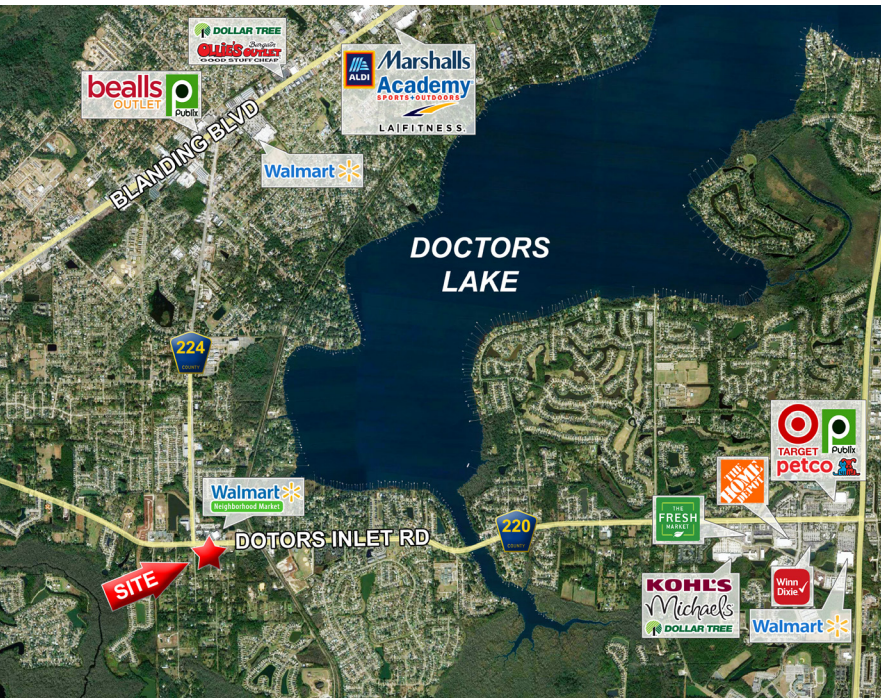 DOLLAR TREE
OLLIE'S Bargain OUTLET
GOOD STUFF CHEAP
ALDI
Marshalls
Academy
SPORTS+OUTDOORS
LA|FITNESS.
bealls
OUTLET
Publix
BLANDING BLVD
Walmart
DOCTORS
LAKE
224
COUNTY
TARGET
Publix
petco
THE
HOME
DEPOT
Walmart
Neighborhood Market
THE
FRESH
MARKET
220
COUNTY
DOTORS INLET RD
SITE
KOHL'S
Michaels
DOLLAR TREE
Winn
Dixie
Walmart